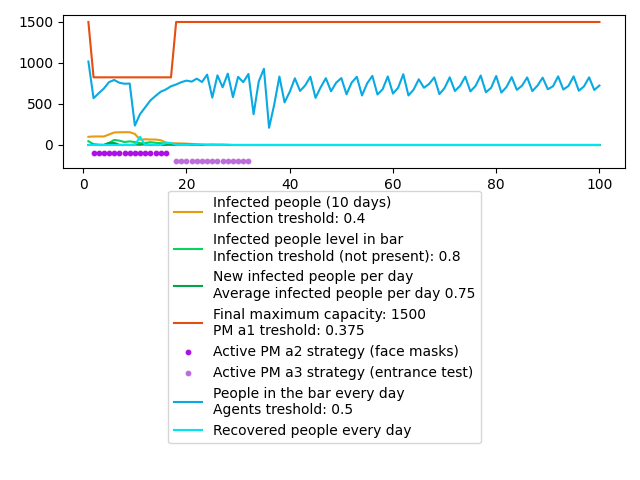 1500
1000
500
0
0 20 40 60 80 100
Infected people (10 days)
Infection treshold: 0.4
Infected people level in bar
Infection treshold (not present): 0.8
New infected people per day
Average infected people per day 0.75
Final maximum capacity: 1500
PM a1 treshold: 0.375
Active PM a2 strategy (face masks)
Active PM a3 strategy (entrance test)
People in the bar every day
Agents treshold: 0.5
Recovered people every day